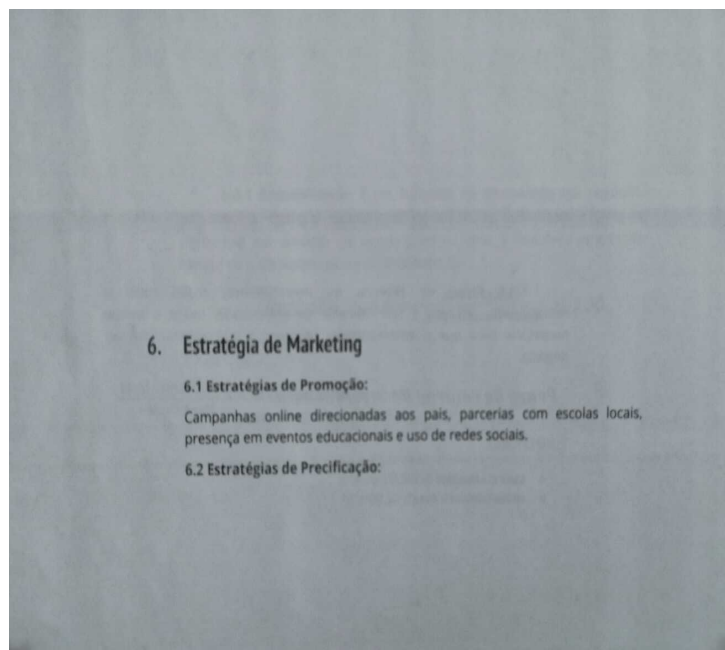 6. Estratégia de Marketing
6.1 Estratégias de Promoção:
Campanhas online direcionadas aos pais, parcerias com escolas locais,
presença em eventos educacionais e uso de redes sociais.
6.2 Estratégias de Precificação: